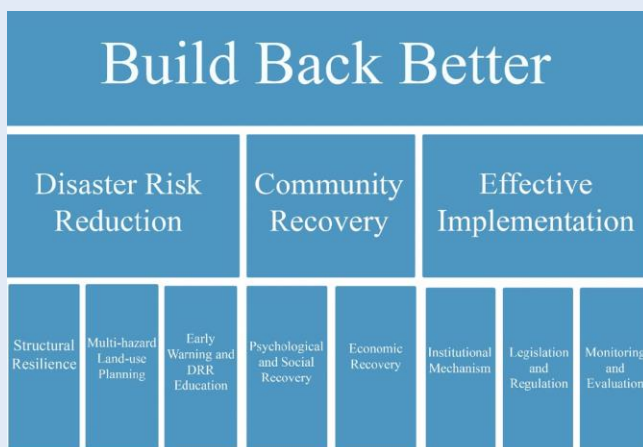 Build Back Better
Disaster Risk
Reduction
Community
Recovery
Effective
Implementation
Structural
Resilience
Multi-hazard
Land-use
Planning
Early
Warning and
DRR
Education
Psychological
and Social
Recovery
Economic
Recovery
Institutional
Mechanism
Legislation
and
Regulation
Monitoring
and
Evaluation